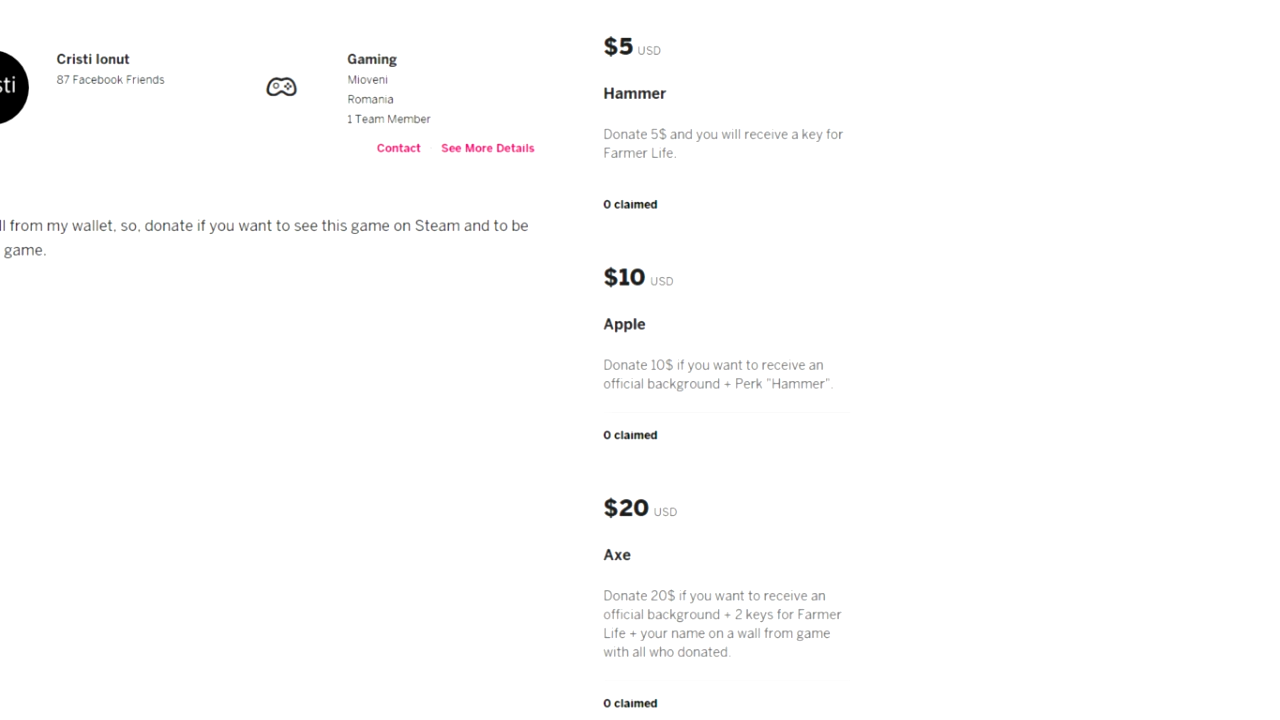 sti
Cristi Ionut
87 Facebook Friends
Gaming
Mioveni
Romania
1 Team Member
Contact
See More Details
from my wallet, so, donate if you want to see this game on Steam and to be
game.
$5 USD
Hammer
Donate 5$ and you will receive a key for
Farmer Life.
0 claimed
$10 USD
Apple
Donate 10$ if you want to receive an
official background + Perk "Hammer".
0 claimed
$20 USD
Axe
Donate 20$ if you want to receive an
official background + 2 keys for Farmer
Life + your name on a wall from game
with all who donated.
0 claimed